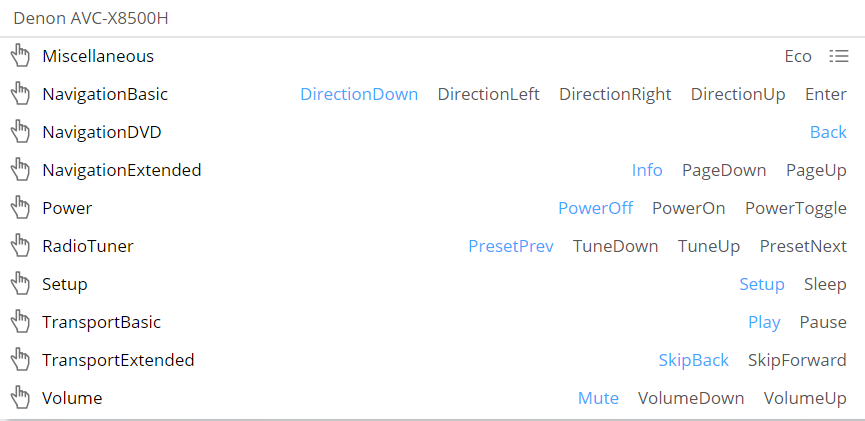 Denon AVC-X8500H
Miscellaneous Eco
NavigationBasic DirectionDown DirectionLeft DirectionRight DirectionUp Enter
NavigationDVD Back
NavigationExtended Info PageDown PageUp
Power PowerOff PowerOn PowerToggle
RadioTuner PresetPrev TuneDown TuneUp PresetNext
Setup Setup Sleep
TransportBasic Play Pause
TransportExtended SkipBack SkipForward
Volume Mute VolumeDown VolumeUp